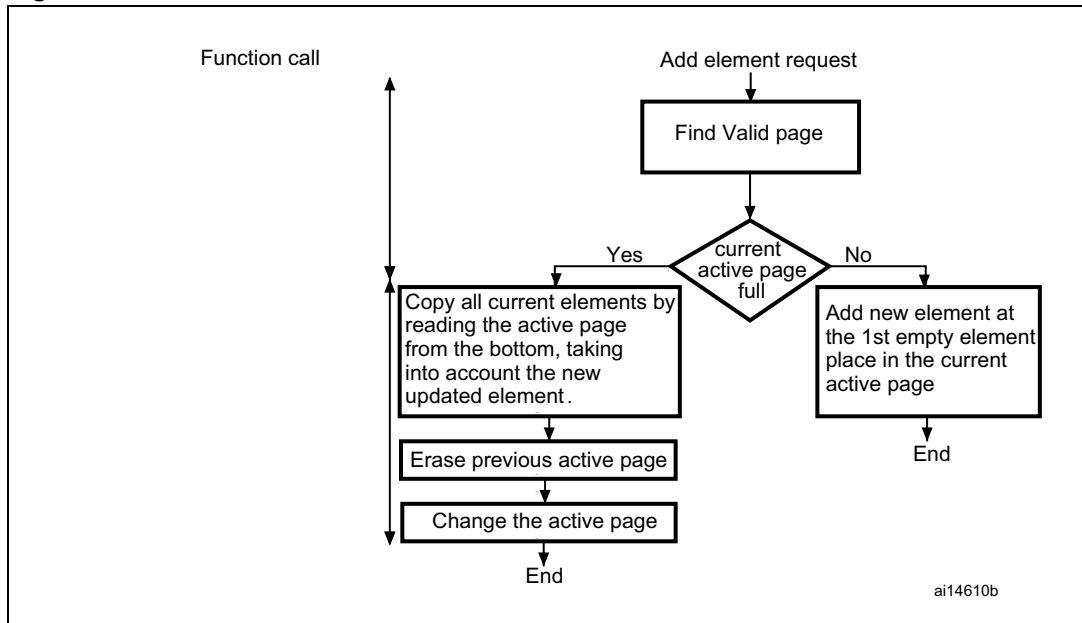 Function call
Add element request
Find Valid page
current
active page
full
Yes
No
Copy all current elements by
reading the active page
from the bottom, taking
into account the new
updated element.
Add new element at
the 1st empty element
place in the current
active page
End
Erase previous active page
Change the active page
End
ai14610b